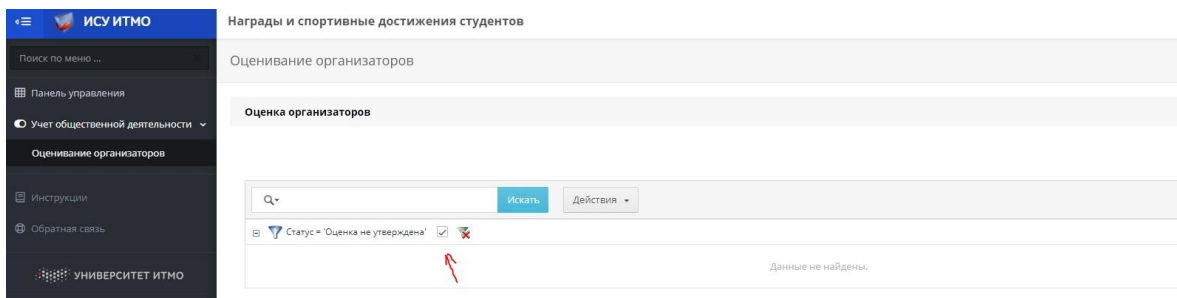 ИСУ ИТМО
Награды и спортивные достижения студентов
Поиск по меню ...
Оценивание организаторов
Панель управления
Оценка организаторов
Учет общественной деятельности
Оценивание организаторов
Инструкции
Искать
Действия
Обратная связь
Статус = 'Оценка не утверждена'
Данные не найдены.
УНИВЕРСИТЕТ ИТМО